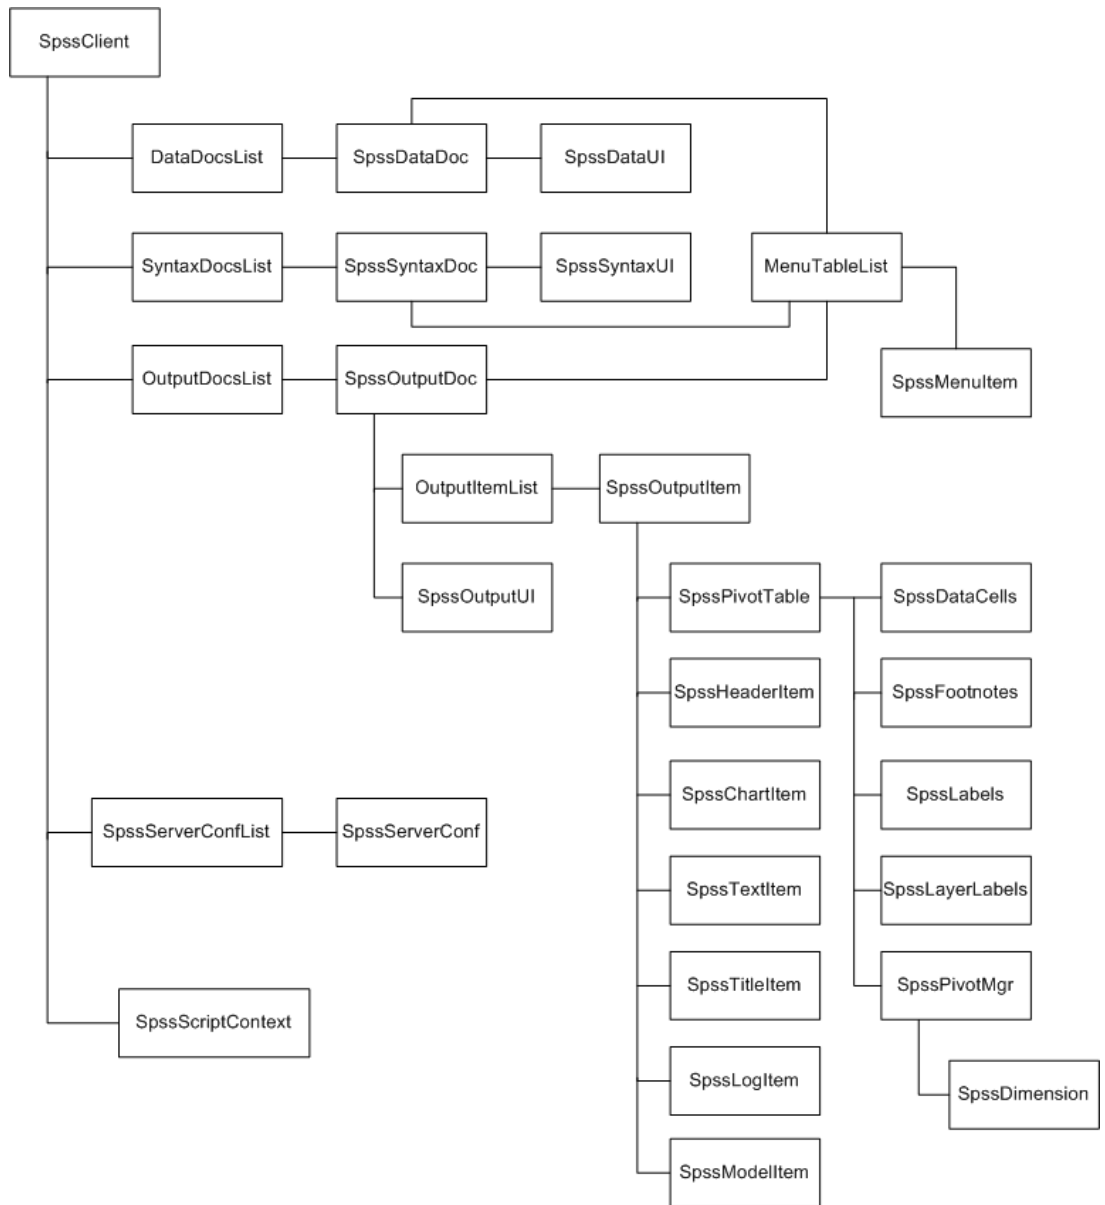 SpssClient
DataDocsList
SpssDataDoc
SpssDataUI
SyntaxDocsList
SpssSyntaxDoc
SpssSyntaxUI
MenuTableList
OutputDocsList
SpssOutputDoc
SpssMenuItem
OutputItemList
SpssOutputItem
SpssOutputUI
SpssPivotTable
SpssDataCells
SpssHeaderItem
SpssFootnotes
SpssChartItem
SpssLabels
SpssServerConfList
SpssServerConf
SpssTextItem
SpssLayerLabels
SpssTitleItem
SpssPivotMgr
SpssScriptContext
SpssLogItem
SpssDimension
SpssModelItem